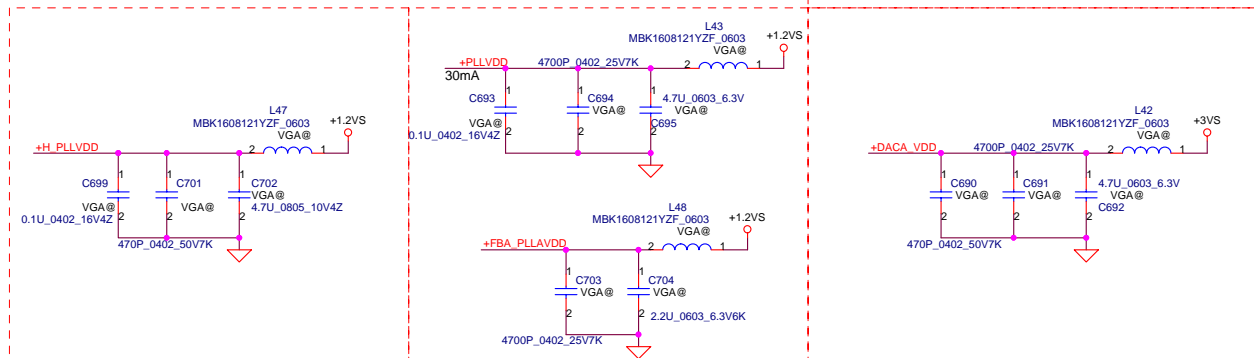 L47
MBK1608121YZF_0603
VGA@
+1.2VS
+H_PLLVDD
2
1
1
1
1
C699
C701
C702
VGA@
VGA@
VGA@
0.1U_0402_16V4Z
4.7U_0805_10V4Z
2
2
2
470P_0402_50V7K
L43
MBK1608121YZF_0603
VGA@
+1.2VS
+PLLVDD
30mA
4700P_0402_25V7K
2
1
1
1
1
C693
C694
4.7U_0603_6.3V
VGA@
VGA@
VGA@
0.1U_0402_16V4Z
C695
2
2
2
L48
MBK1608121YZF_0603
VGA@
+1.2VS
+FBA_PLLAVDD
2
1
1
1
C703
C704
VGA@
VGA@
2
2
2.2U_0603_6.3V6K
4700P_0402_25V7K
L42
MBK1608121YZF_0603
VGA@
+3VS
+DACA_VDD
4700P_0402_25V7K
2
1
1
1
1
C690
C691
4.7U_0603_6.3V
VGA@
VGA@
VGA@
C692
2
2
2
470P_0402_50V7K